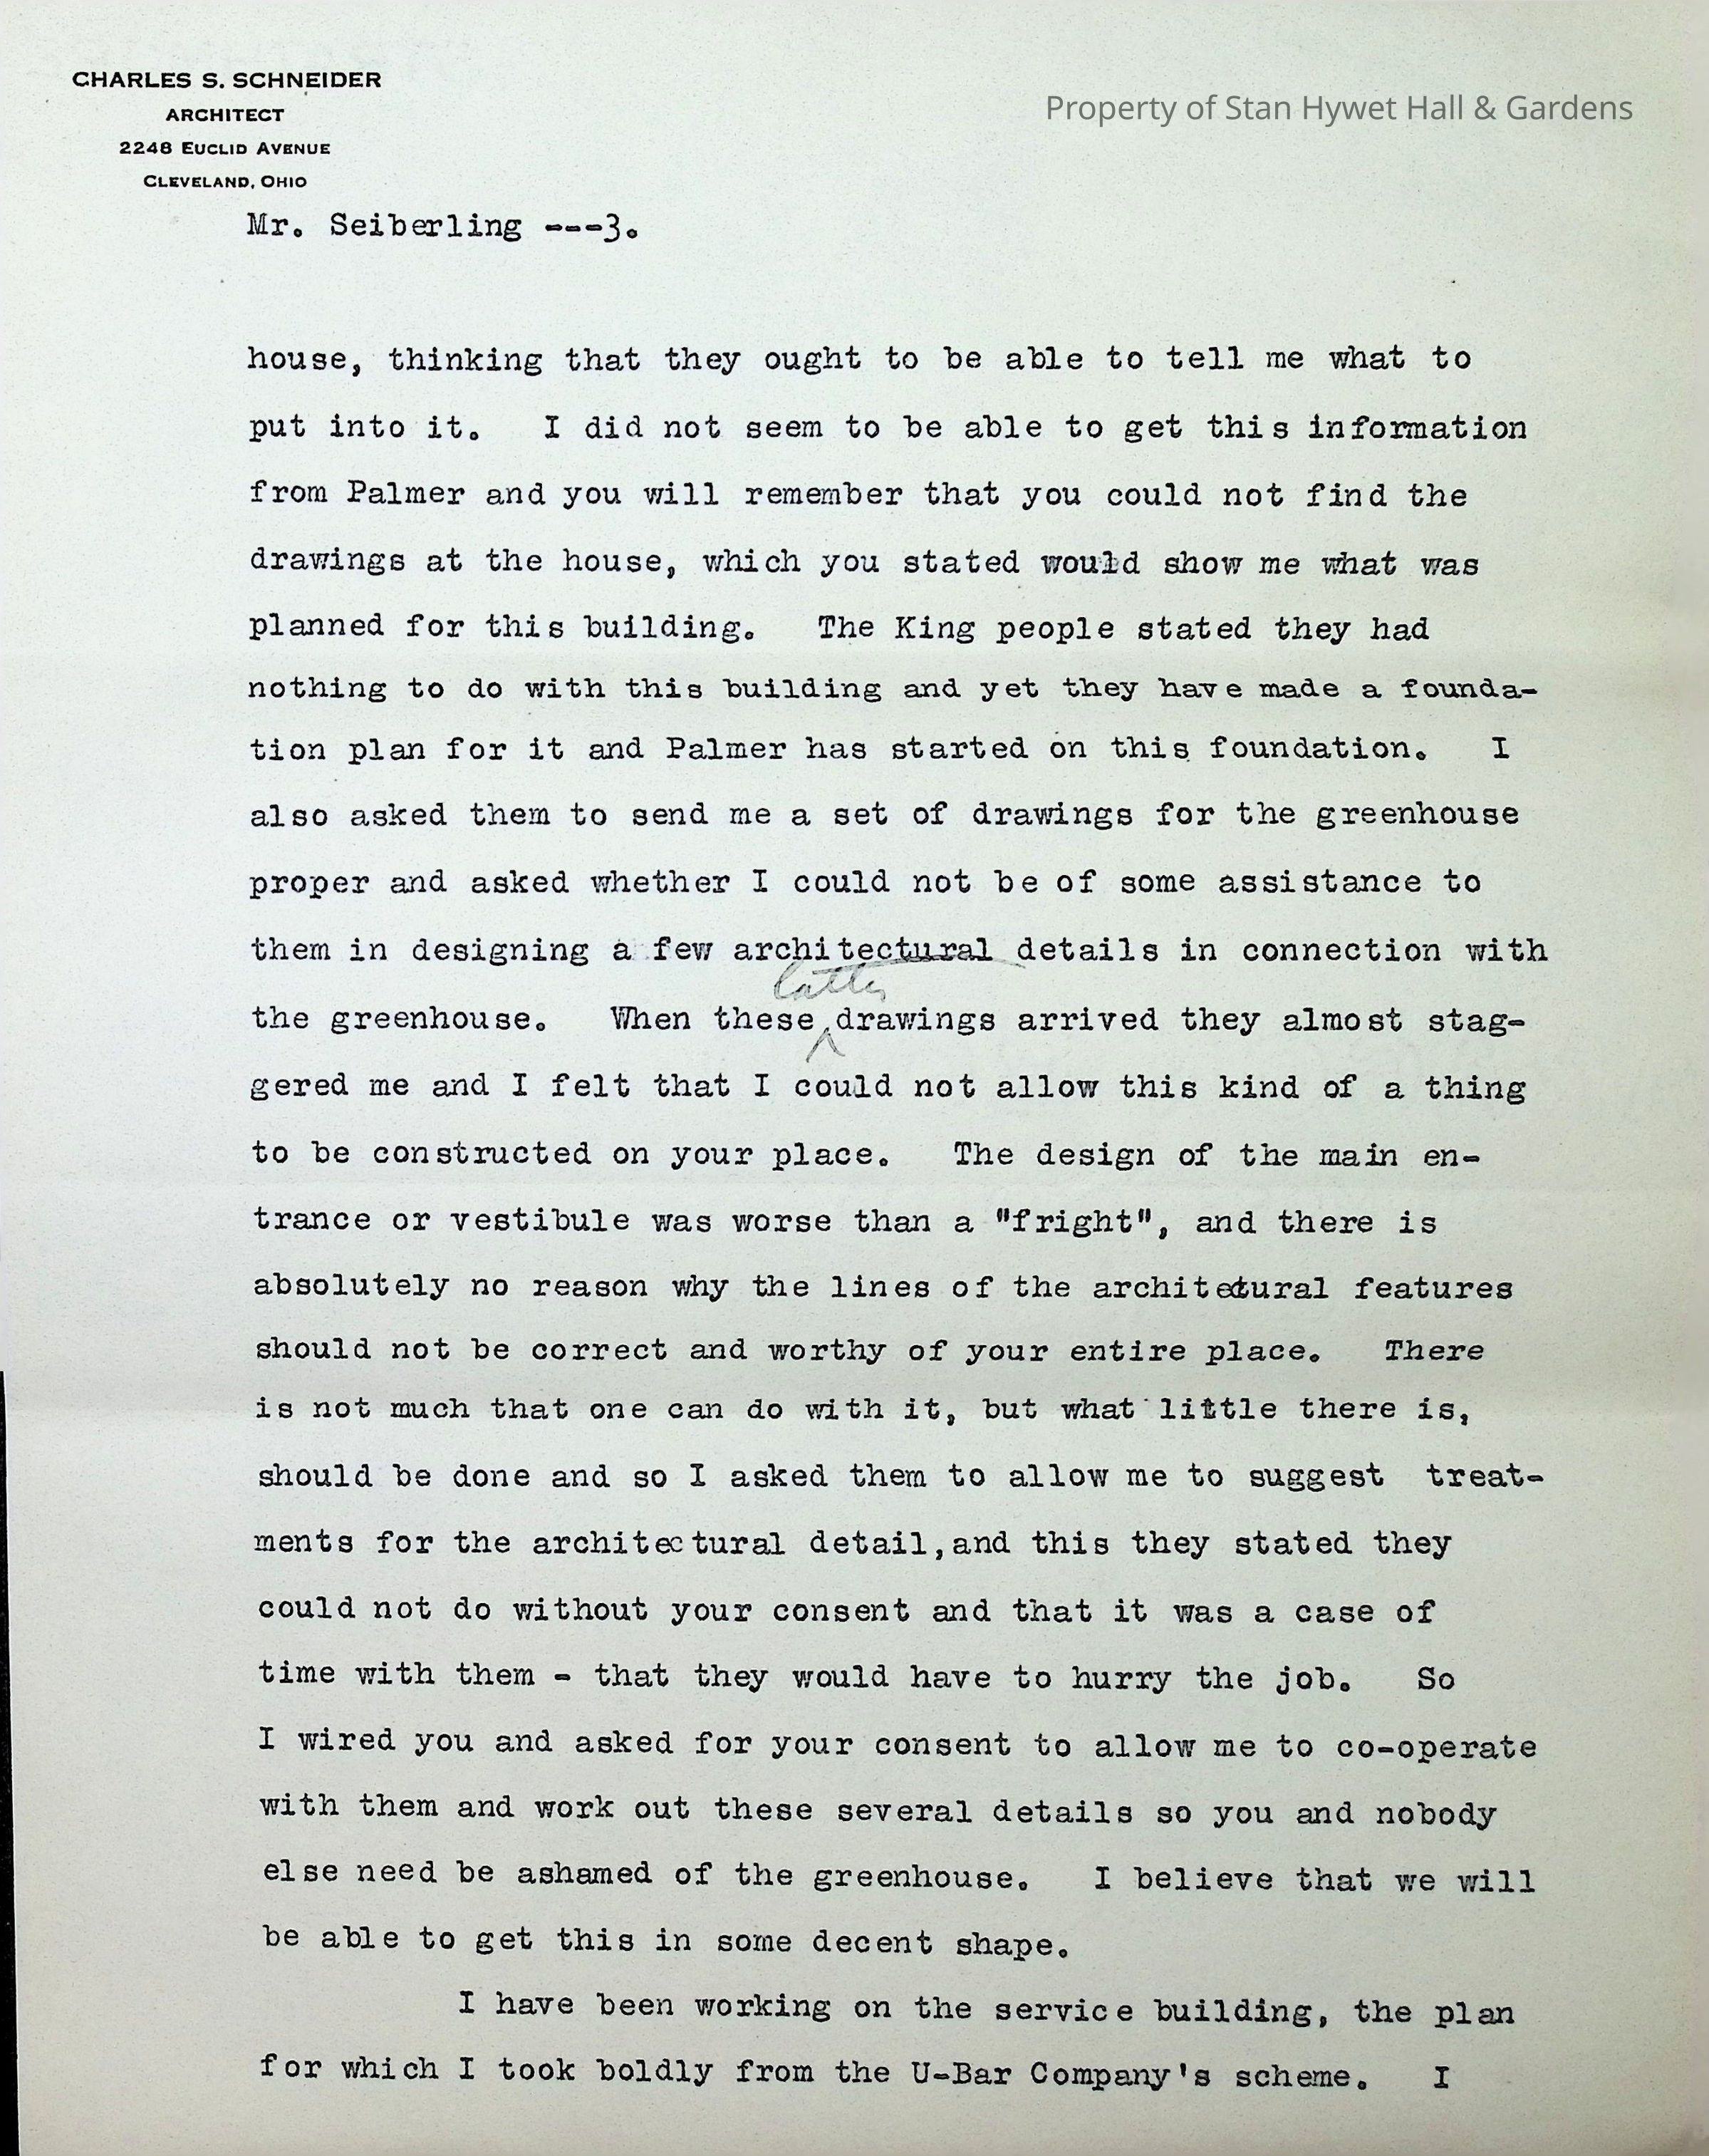 CHARLES S. SCHNEIDER
ARCHITECT
2248 EUCLID AVENUE
CLEVELAND, OHIO
Property of Stan Hywet Hall & Gardens
Mr. Seiberling ---3.
house, thinking that they ought to be able to tell me what to
put into it. I did not seem to be able to get this information
from Palmer and you will remember that you could not find the
drawings at the house, which you stated would show me what was
planned for this building. The King people stated they had
nothing to do with this building and yet they have made a founda-
tion plan for it and Palmer has started on this foundation. I
also asked them to send me a set of drawings for the greenhouse
proper and asked whether I could not be of some assistance to
them in designing a few architectural details in connection with
latter
the greenhouse. When these drawings arrived they almost stag-
gered me and I felt that I could not allow this kind of a thing
to be constructed on your place. The design of the main en-
trance or vestibule was worse than a "fright", and there is
absolutely no reason why the lines of the architectural features
should not be correct and worthy of your entire place. There
is not much that one can do with it, but what little there is,
should be done and so I asked them to allow me to suggest treat-
ments for the architectural detail,and this they stated they
could not do without your consent and that it was a case of
time with them - that they would have to hurry the job. So
I wired you and asked for your consent to allow me to co-operate
with them and work out these several details so you and nobody
else need be ashamed of the greenhouse. I believe that we will
be able to get this in some decent shape.
I have been working on the service building, the plan
for which I took boldly from the U-Bar Company's scheme. I